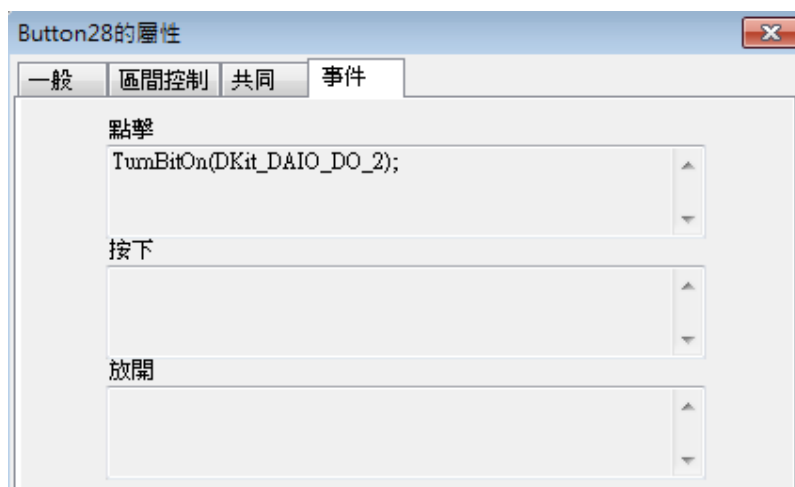 Button28的屬性
一般 區間控制 共同 事件
點擊
TurnBitOn(DKit_DAIO_DO_2);
按下
放開